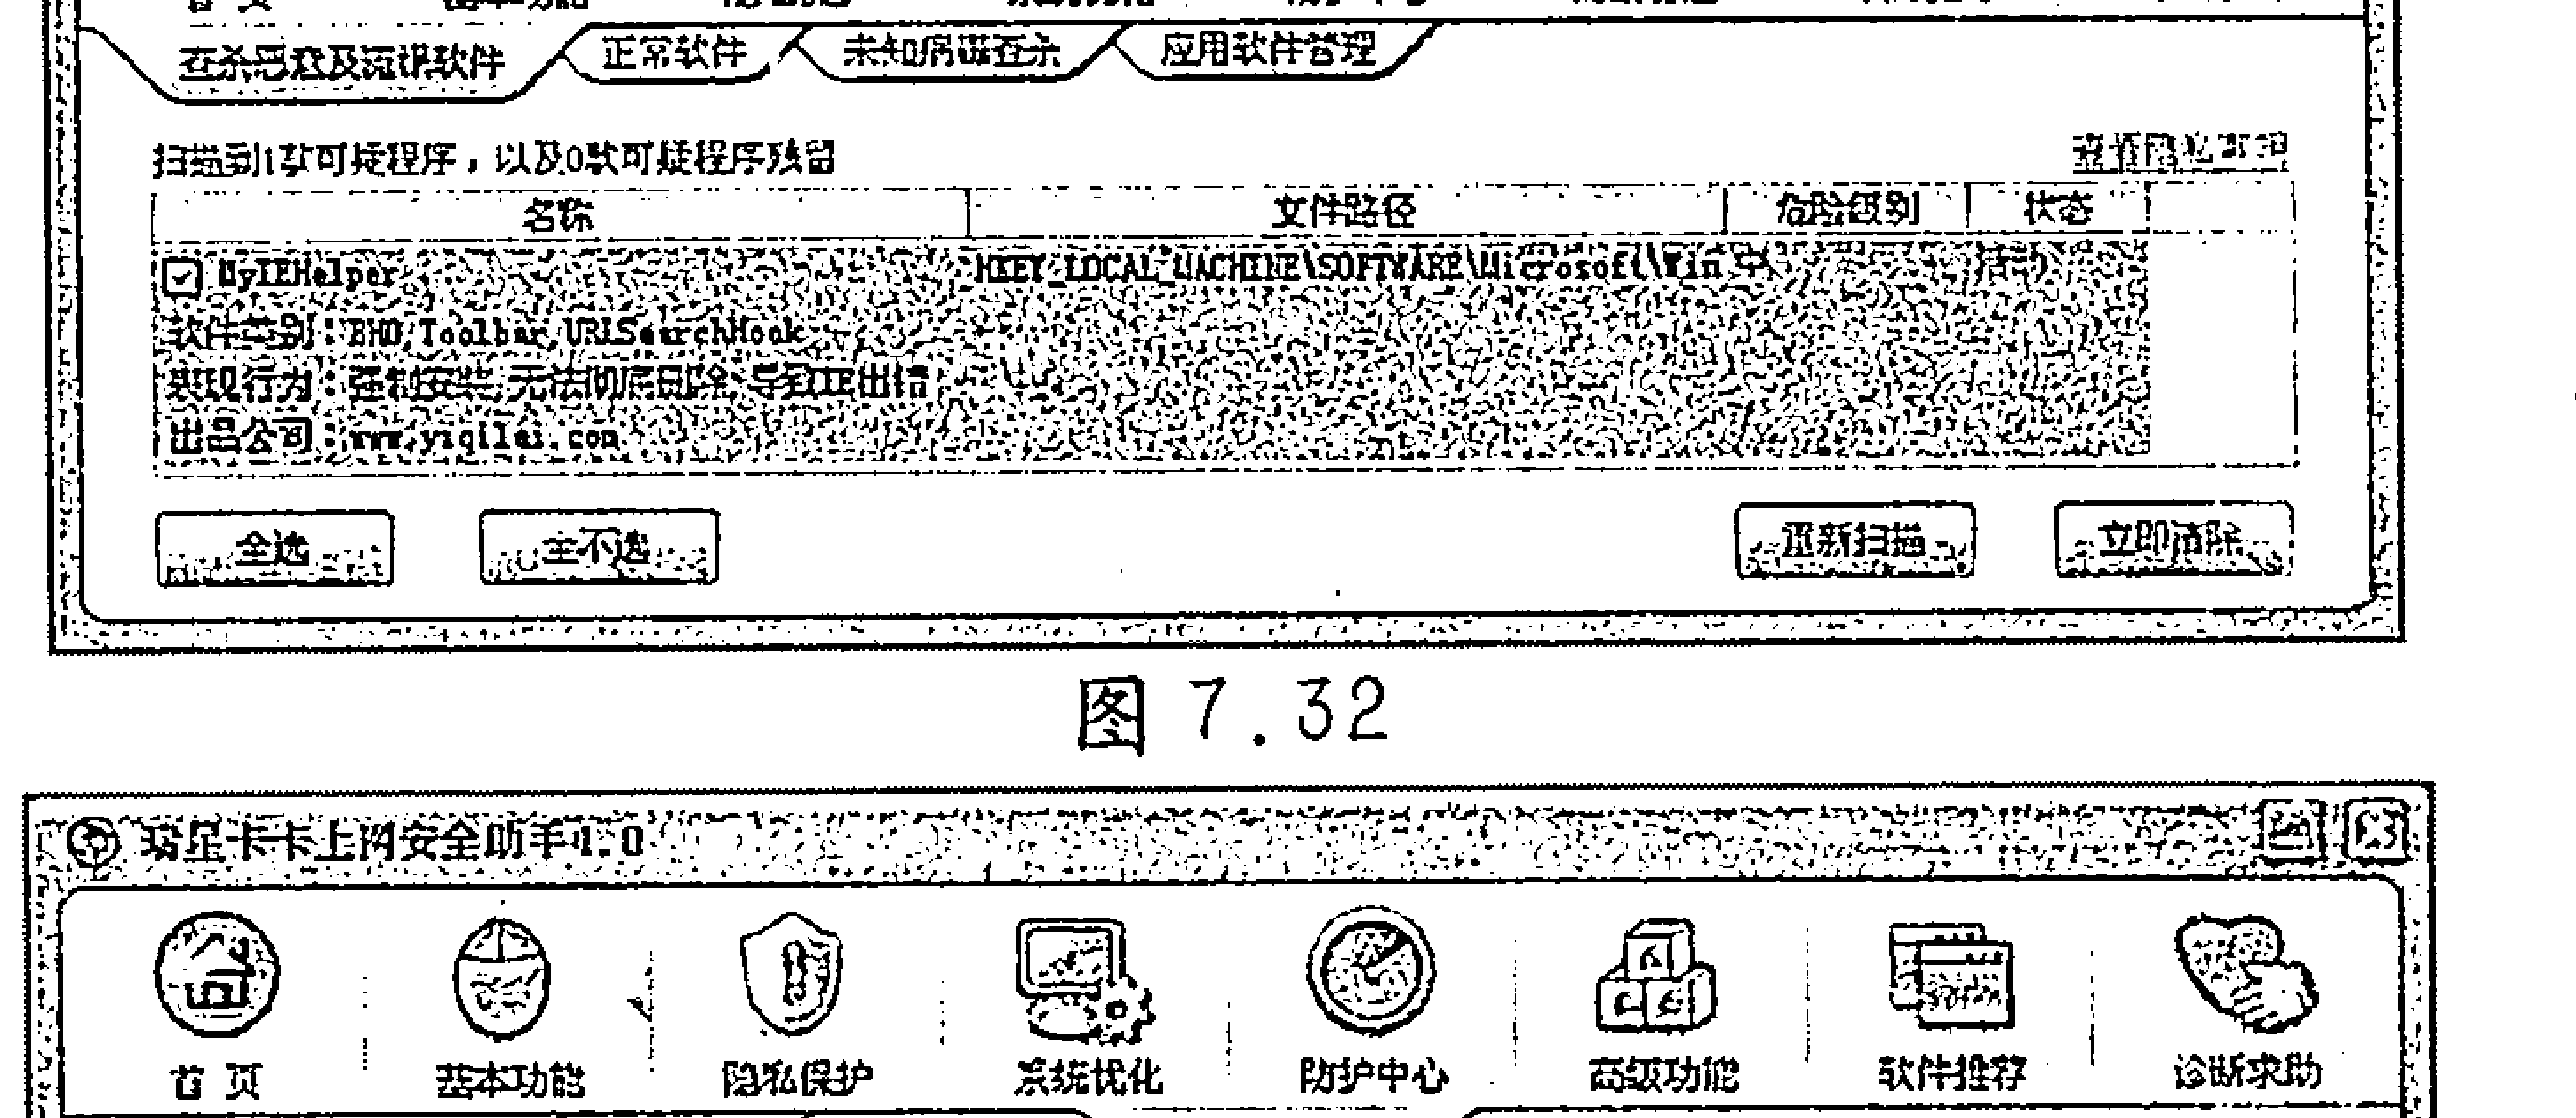 查杀恶意及流氓软件 正常软件 未知病谍查杀 应用软件管理
扫描到1款可疑程序，以及0款可疑程序残留
名称 文件路径 危险级别 状态
MyIEHelper HKEY_LOCAL_MACHINE\SOFTWARE\Microsoft\Win 中
软件类别：BHO,Toolbar,URLSearchHook
表现行为：强制安装,无法彻底删除,导致IE出错
出品公司：www.yiqilai.com
全选 全不选 重新扫描 立即清除
图 7.32
瑞星卡卡上网安全助手4.0
首 页 基本功能 隐私保护 系统优化 防护中心 高级功能 软件推荐 诊断求助